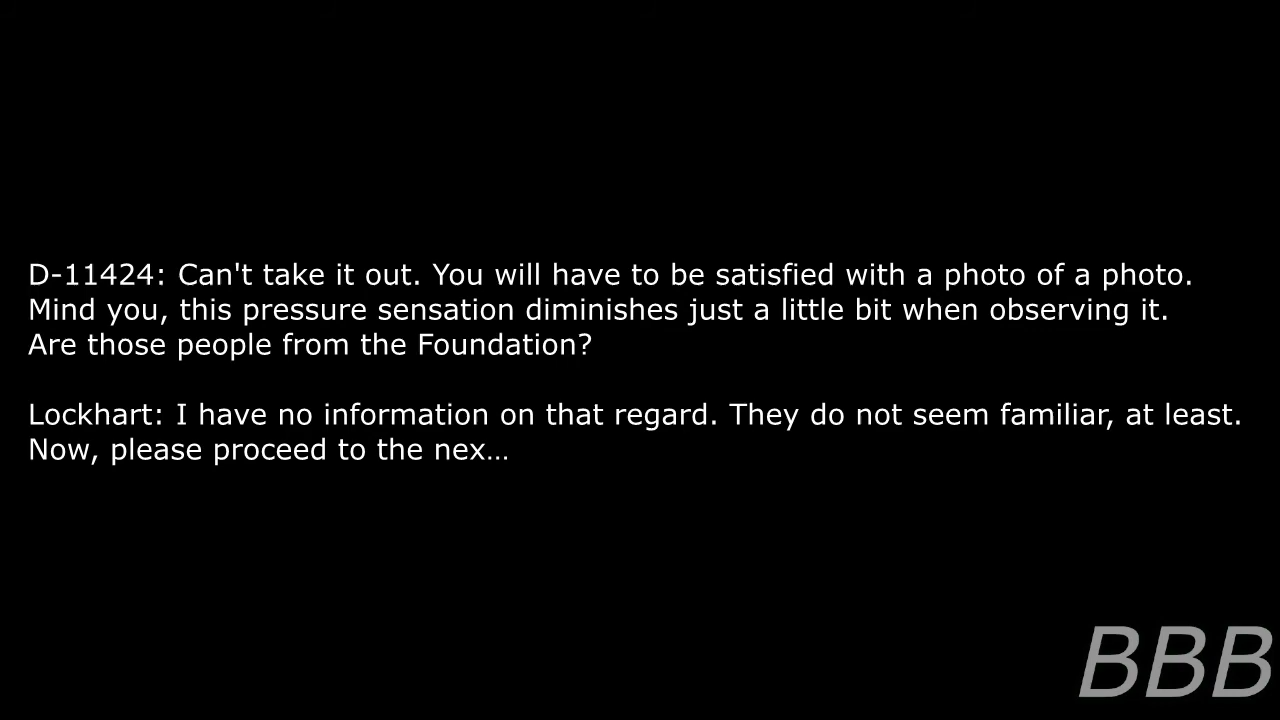 D-11424: Can't take it out. You will have to be satisfied with a photo of a photo.
Mind you, this pressure sensation diminishes just a little bit when observing it.
Are those people from the Foundation?
Lockhart: I have no information on that regard. They do not seem familiar, at least.
Now, please proceed to the nex…
BBB